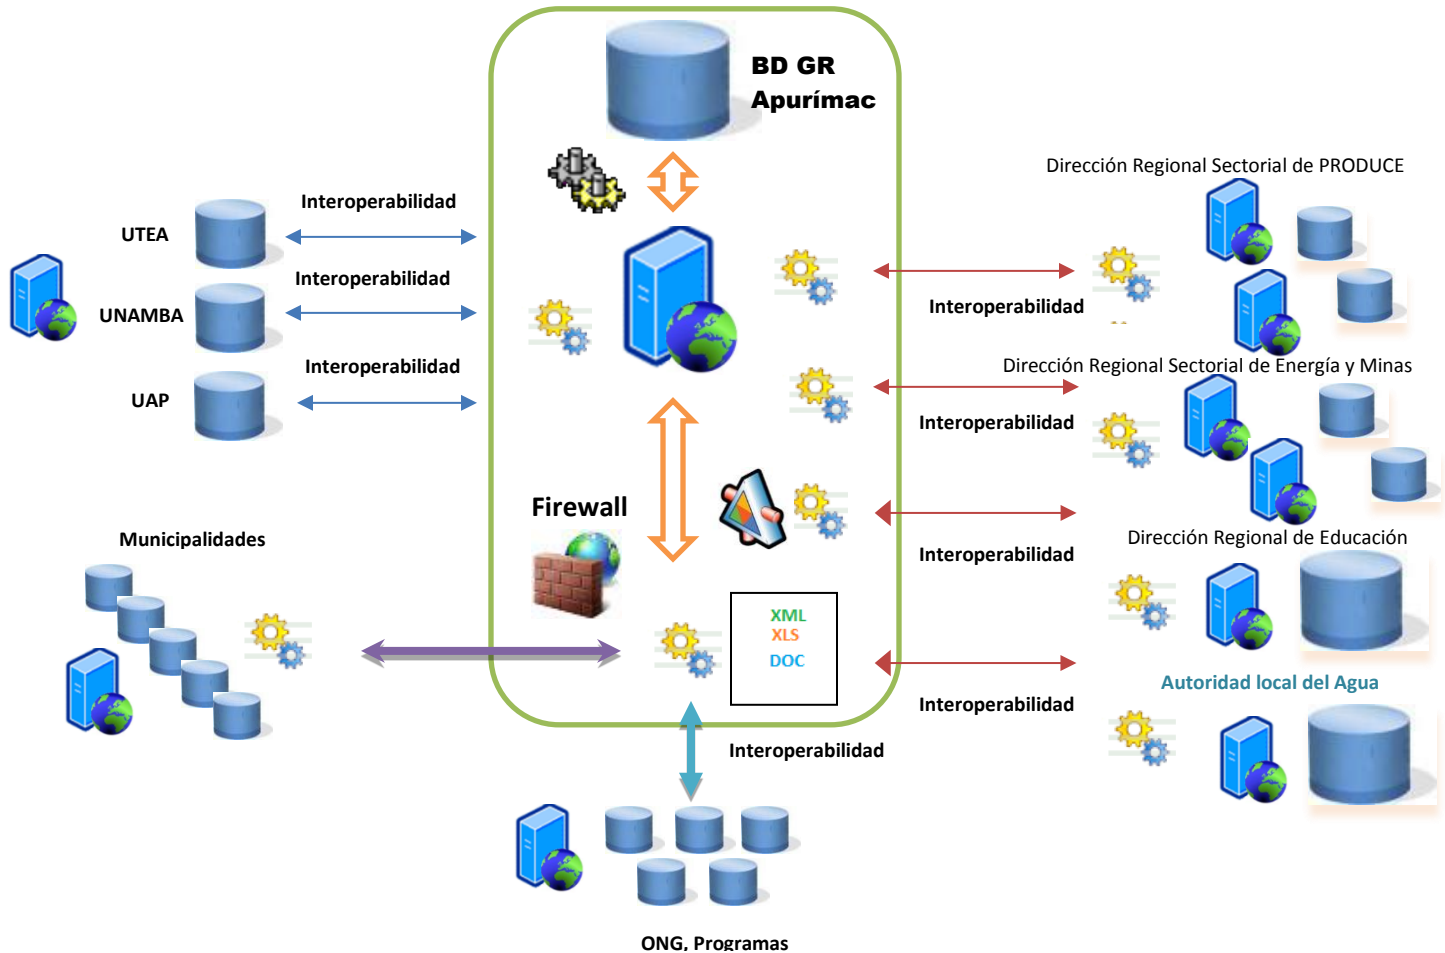 BD GR
Apurímac
Dirección Regional Sectorial de PRODUCE
Interoperabilidad
UTEA
Interoperabilidad
UNAMBA
Interoperabilidad
Interoperabilidad
UAP
Dirección Regional Sectorial de Energía y Minas
Interoperabilidad
Firewall
Municipalidades
Dirección Regional de Educación
Interoperabilidad
XML
XLS
DOC
Autoridad local del Agua
Interoperabilidad
Interoperabilidad
ONG, Programas